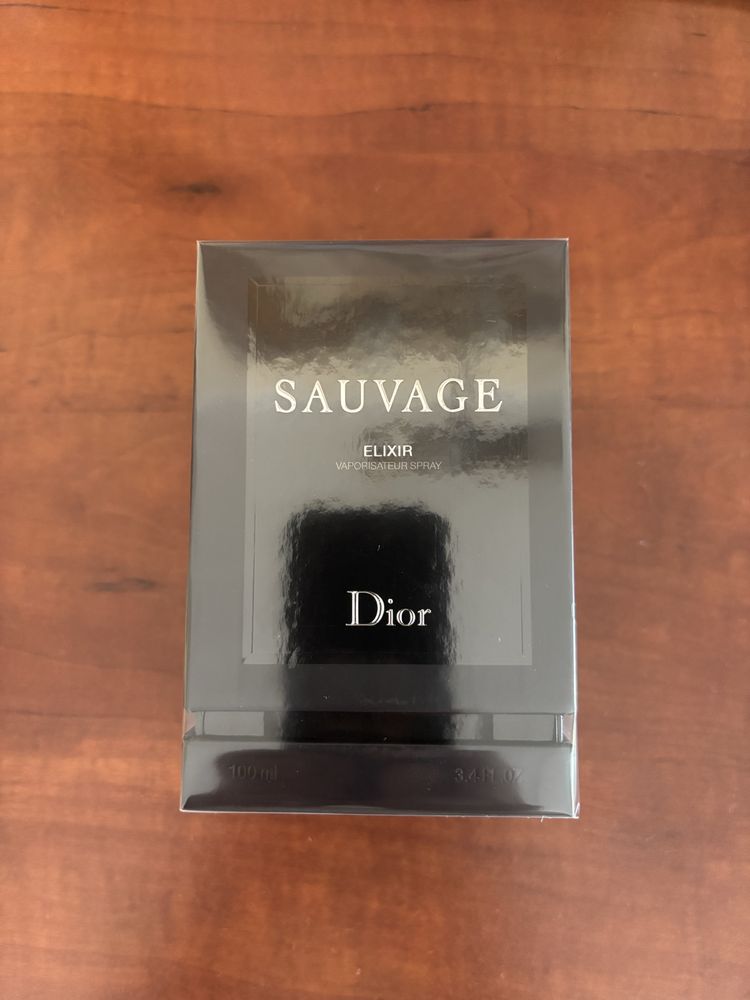 SAUVAGE
ELIXIR
VAPORISATEUR SPRAY
Dior
100 ml 3.4 fl.oz